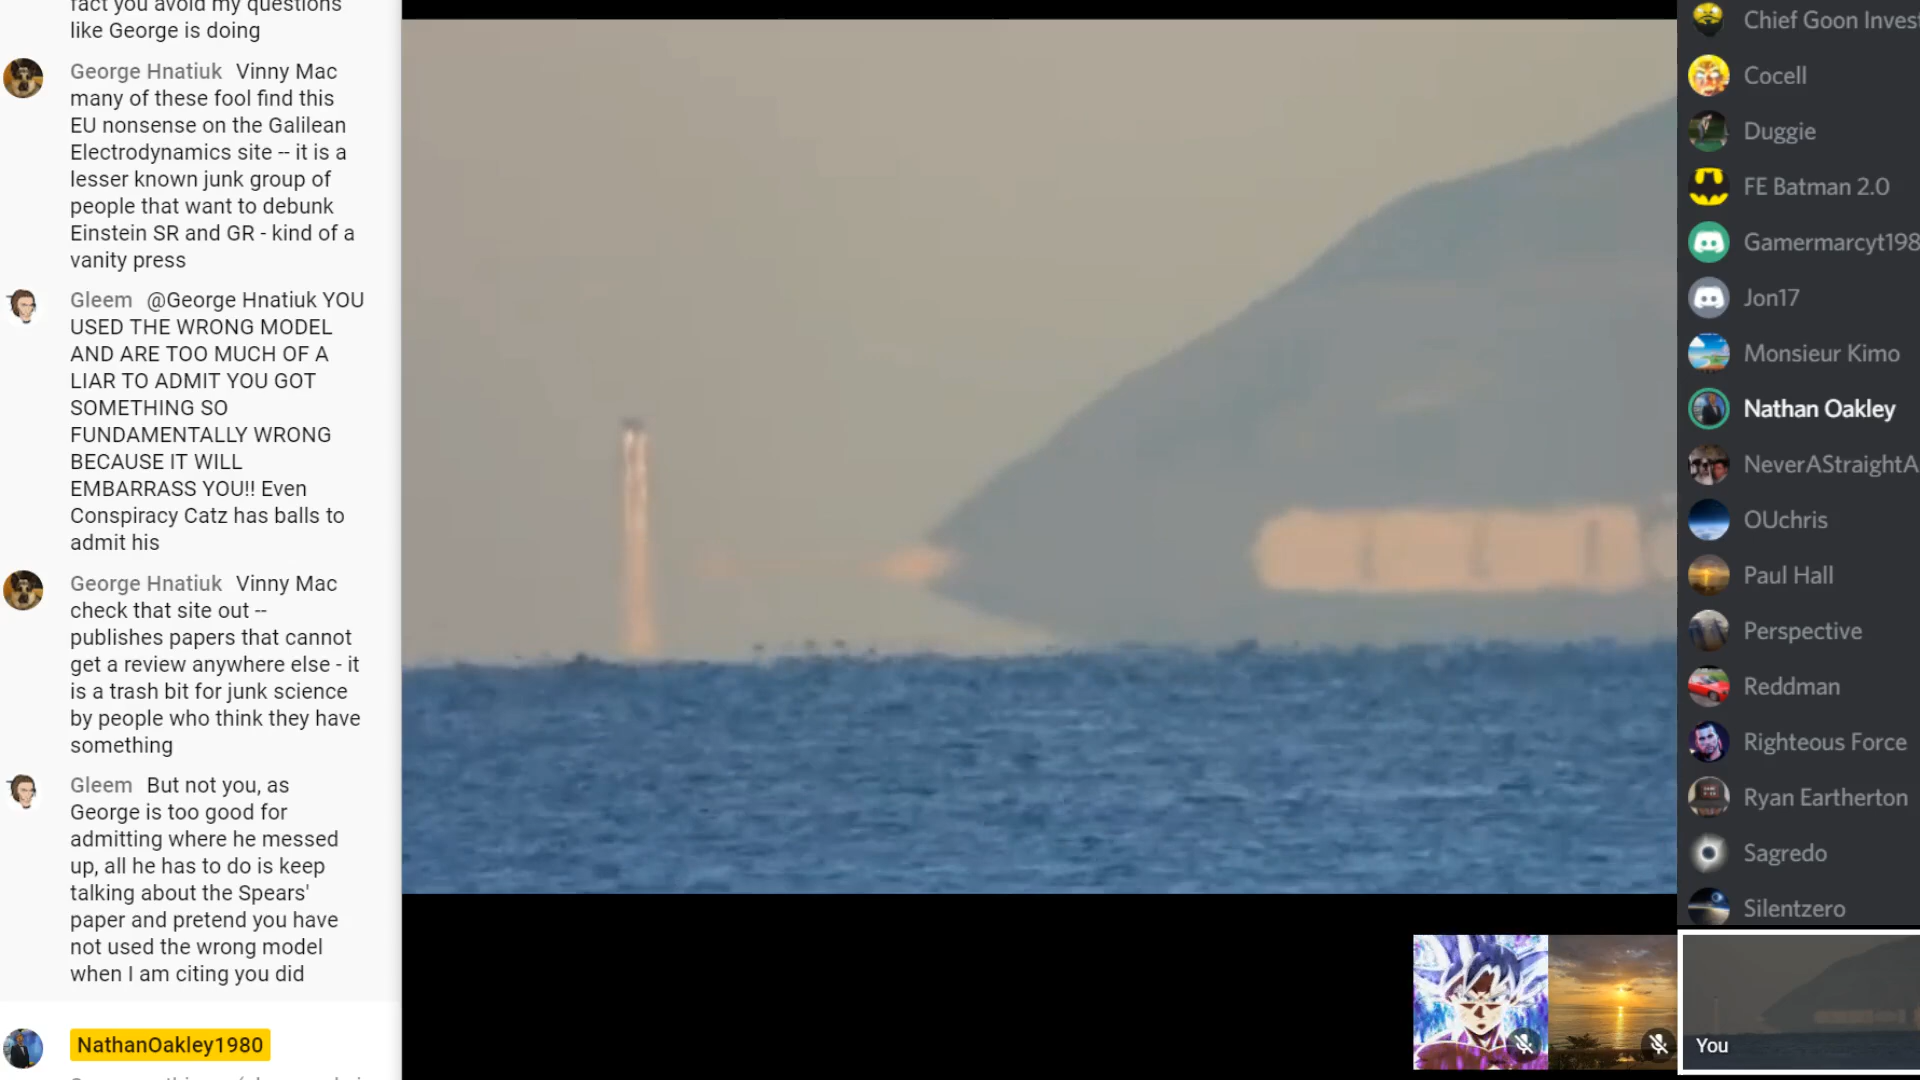 fact you avoid my questions
like George is doing
George Hnatiuk Vinny Mac
many of these fool find this
EU nonsense on the Galilean
Electrodynamics site -- it is a
lesser known junk group of
people that want to debunk
Einstein SR and GR - kind of a
vanity press
Gleem @George Hnatiuk YOU
USED THE WRONG MODEL
AND ARE TOO MUCH OF A
LIAR TO ADMIT YOU GOT
SOMETHING SO
FUNDAMENTALLY WRONG
BECAUSE IT WILL
EMBARRASS YOU!! Even
Conspiracy Catz has balls to
admit his
George Hnatiuk Vinny Mac
check that site out --
publishes papers that cannot
get a review anywhere else - it
is a trash bit for junk science
by people who think they have
something
Gleem But not you, as
George is too good for
admitting where he messed
up, all he has to do is keep
talking about the Spears'
paper and pretend you have
not used the wrong model
when I am citing you did
NathanOakley1980
Chief Goon Invest
Cocell
Duggie
FE Batman 2.0
Gamermarcyt198
Jon17
Monsieur Kimo
Nathan Oakley
NeverAStraightA
OUchris
Paul Hall
Perspective
Reddman
Righteous Force
Ryan Eartherton
Sagredo
Silentzero
You